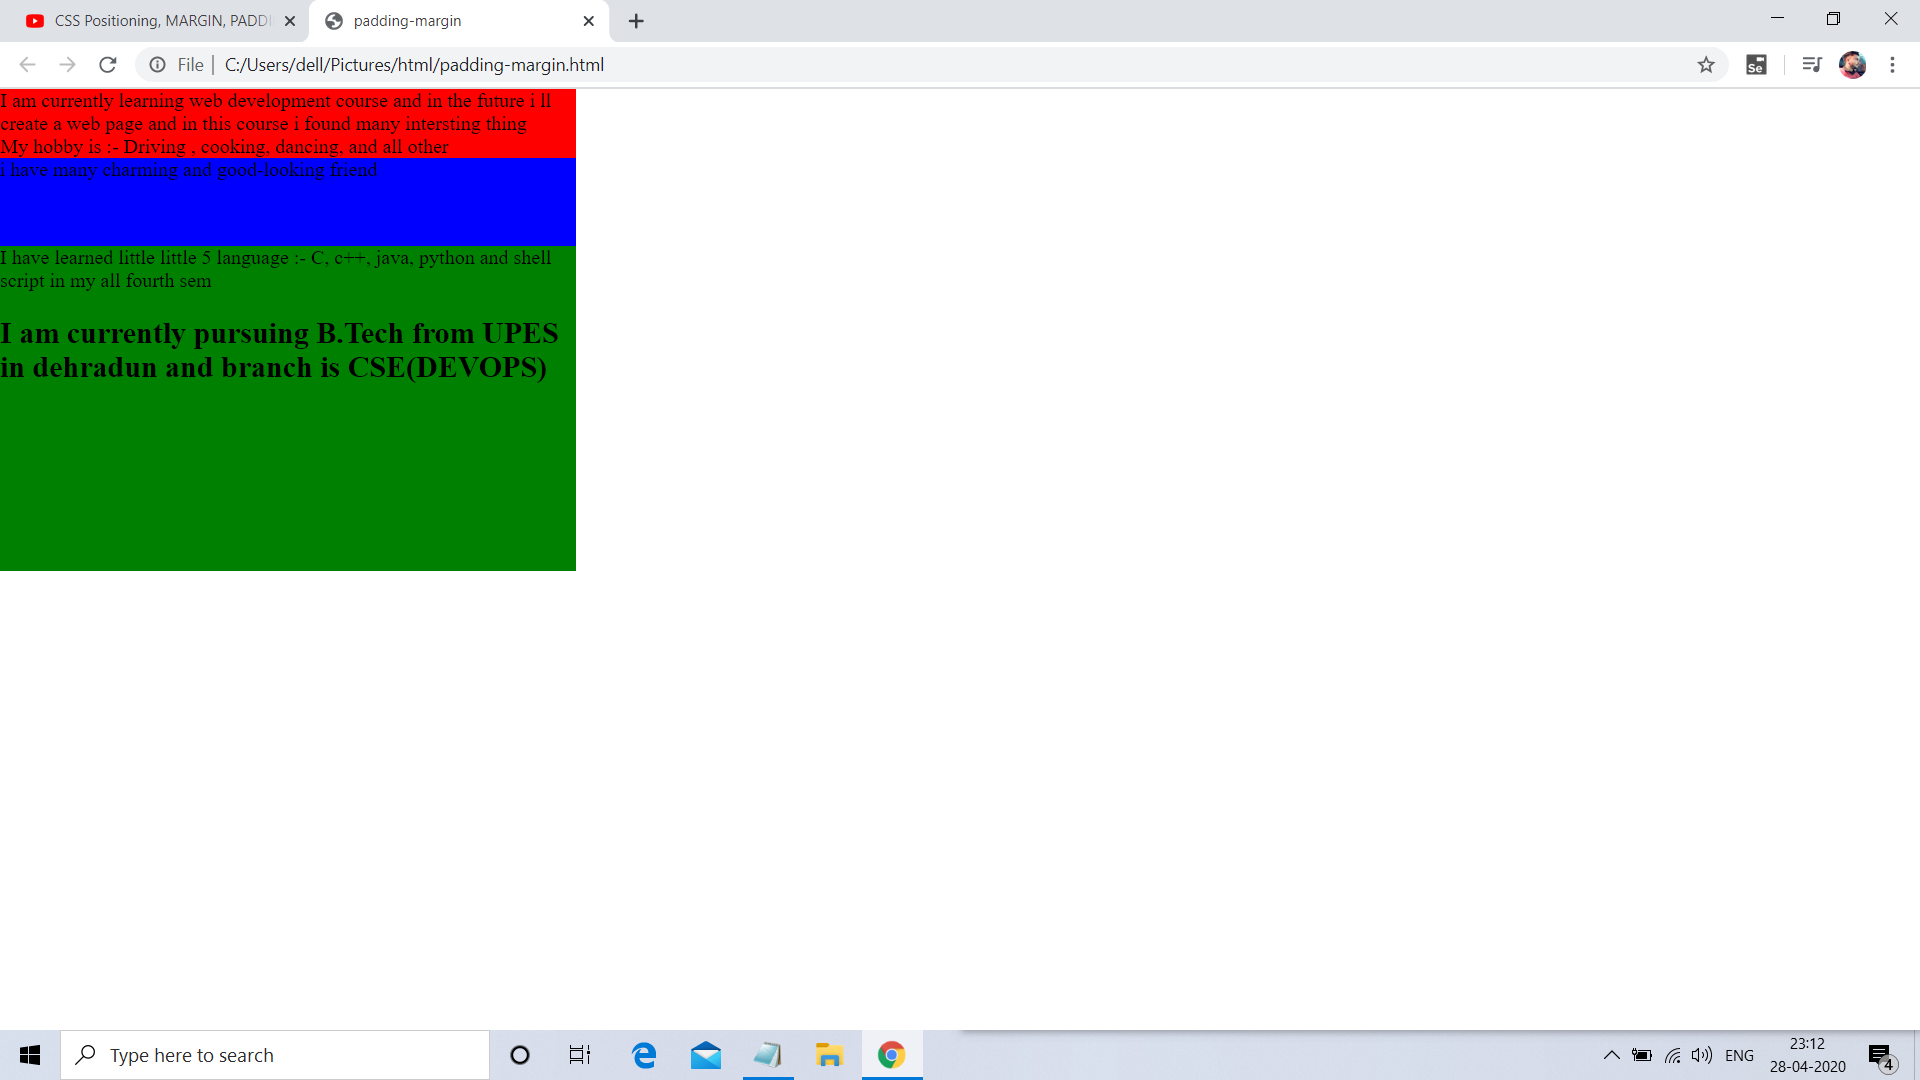 CSS Positioning, MARGIN, PADDI
padding-margin
File
C:/Users/dell/Pictures/html/padding-margin.html
Se
I am currently learning web development course and in the future i ll
create a web page and in this course i found many intersting thing
My hobby is :- Driving , cooking, dancing, and all other
i have many charming and good-looking friend
I have learned little little 5 language :- C, c++, java, python and shell
script in my all fourth sem
I am currently pursuing B.Tech from UPES
in dehradun and branch is CSE(DEVOPS)
Type here to search
ENG
23:12
28-04-2020
4